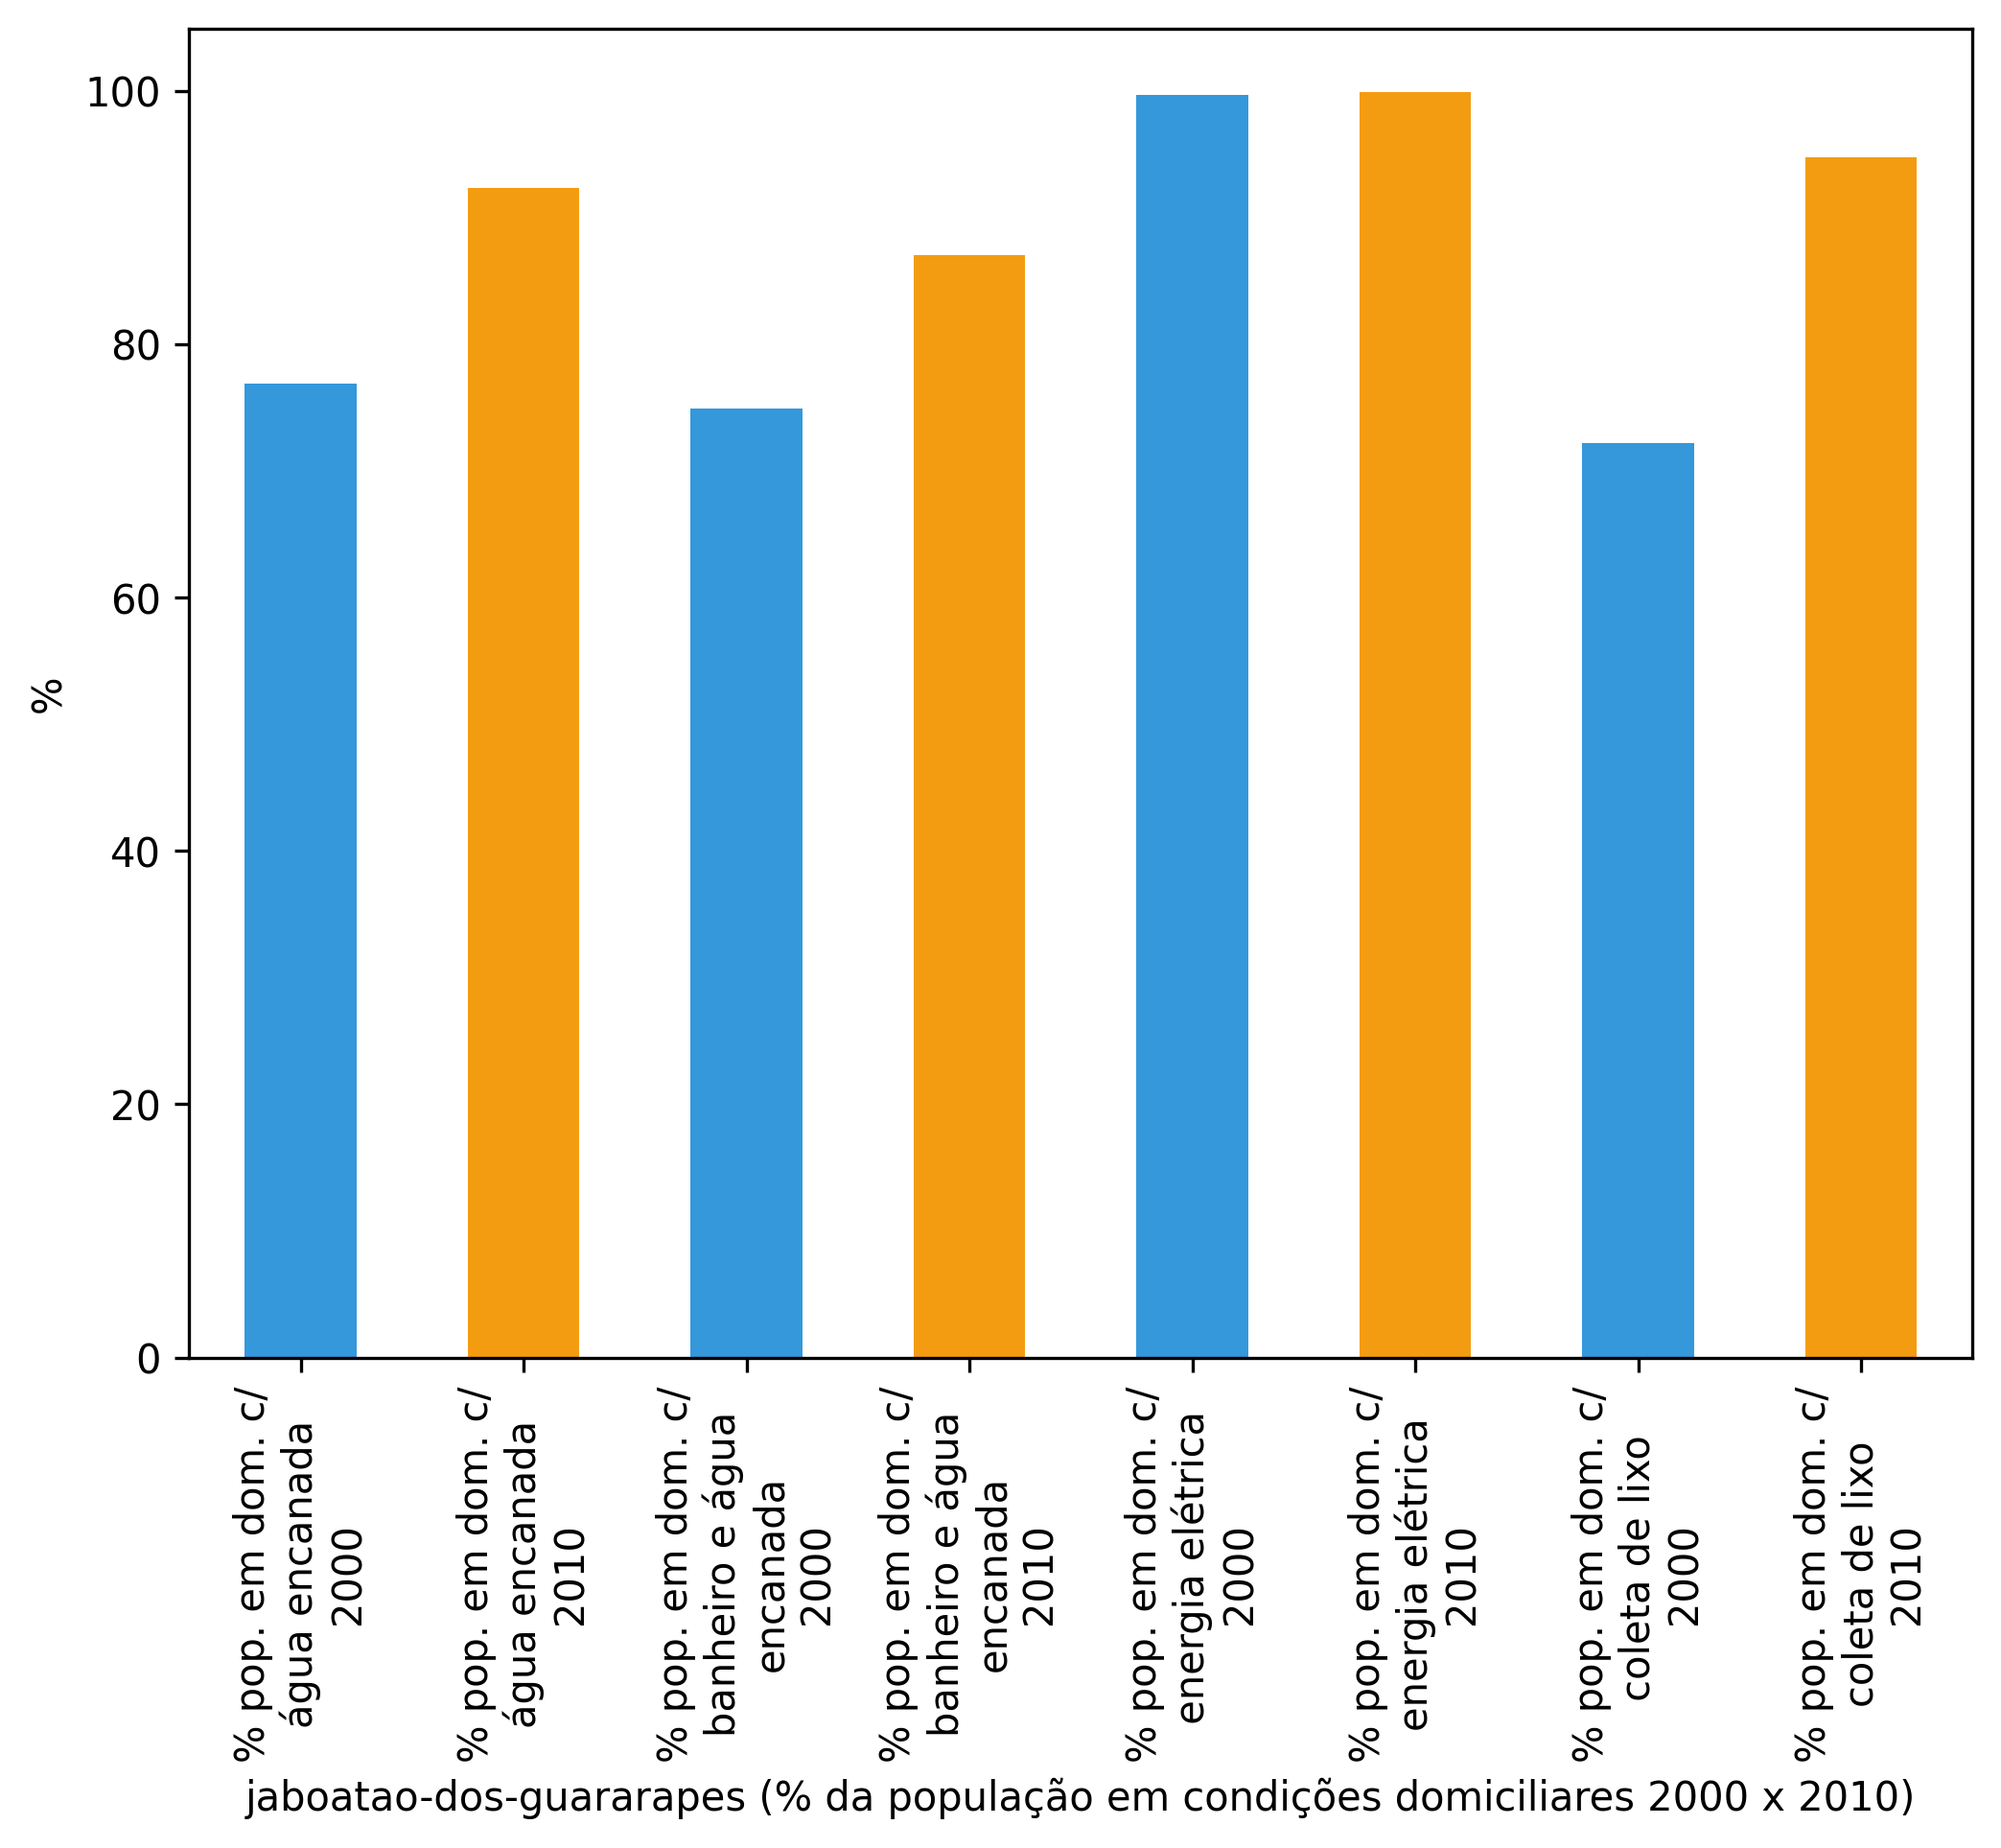 100
80
60
40
20
0
%
% pop. em dom. c/
água encanada
2000
% pop. em dom. c/
água encanada
2010
% pop. em dom. c/
banheiro e água
encanada
2000
% pop. em dom. c/
banheiro e água
encanada
2010
% pop. em dom. c/
energia elétrica
2000
% pop. em dom. c/
energia elétrica
2010
% pop. em dom. c/
coleta de lixo
2000
% pop. em dom. c/
coleta de lixo
2010
jaboatao-dos-guararapes (% da população em condições domiciliares 2000 x 2010)